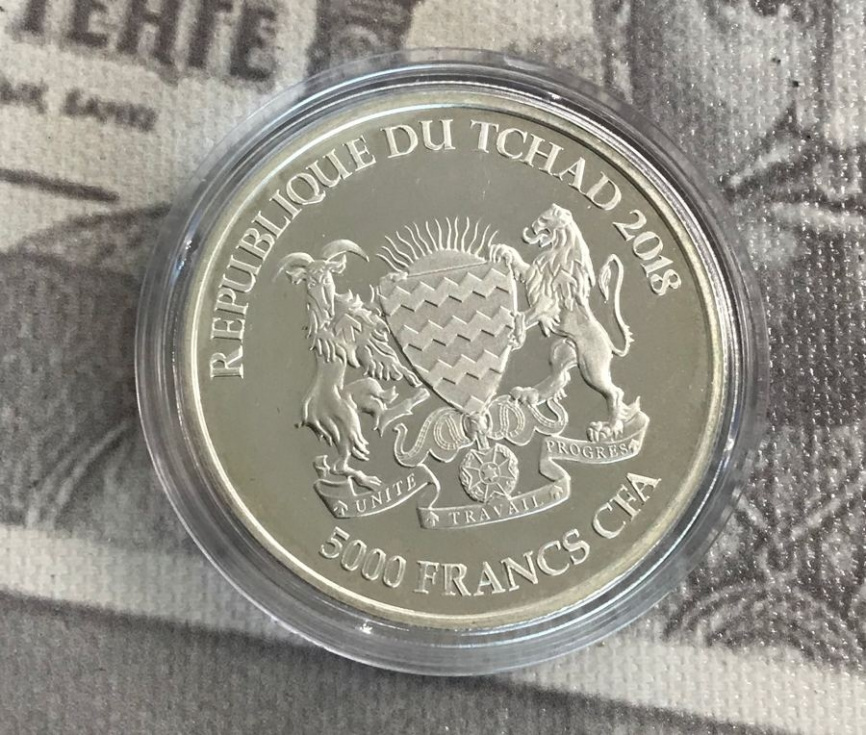 REPUBLIQUE DU TCHAD 2018
UNITE
TRAVAIL
PROGRES
5000 FRANCS CFA